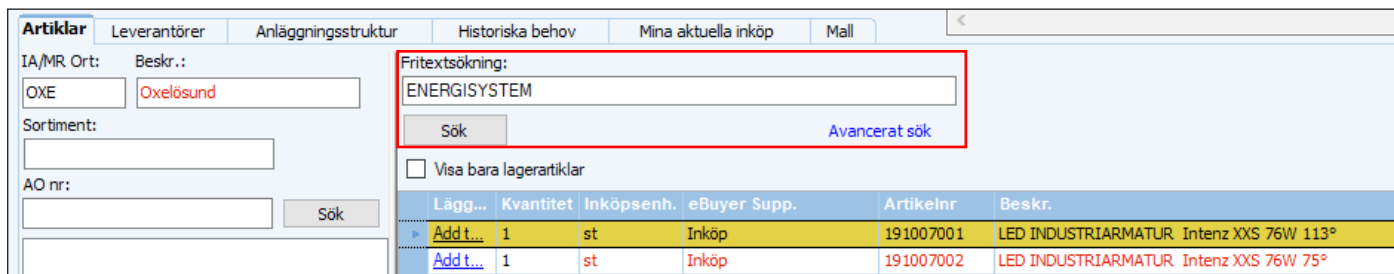 Artiklar Leverantörer Anläggningsstruktur Historiska behov Mina aktuella inköp Mall
IA/MR Ort: Beskr.:
OXE Oxelösund
Sortiment:
AO nr:
Sök
Fritextsökning:
ENERGISYSTEM
Sök Avancerat sök
Visa bara lagerartiklar
Lägg... Kvantitet Inköpsenh. eBuyer Supp. Artikelnr Beskr.
Add t... 1 st Inköp 191007001 LED INDUSTRIARMATUR Intenz XXS 76W 113°
Add t... 1 st Inköp 191007002 LED INDUSTRIARMATUR Intenz XXS 76W 75°